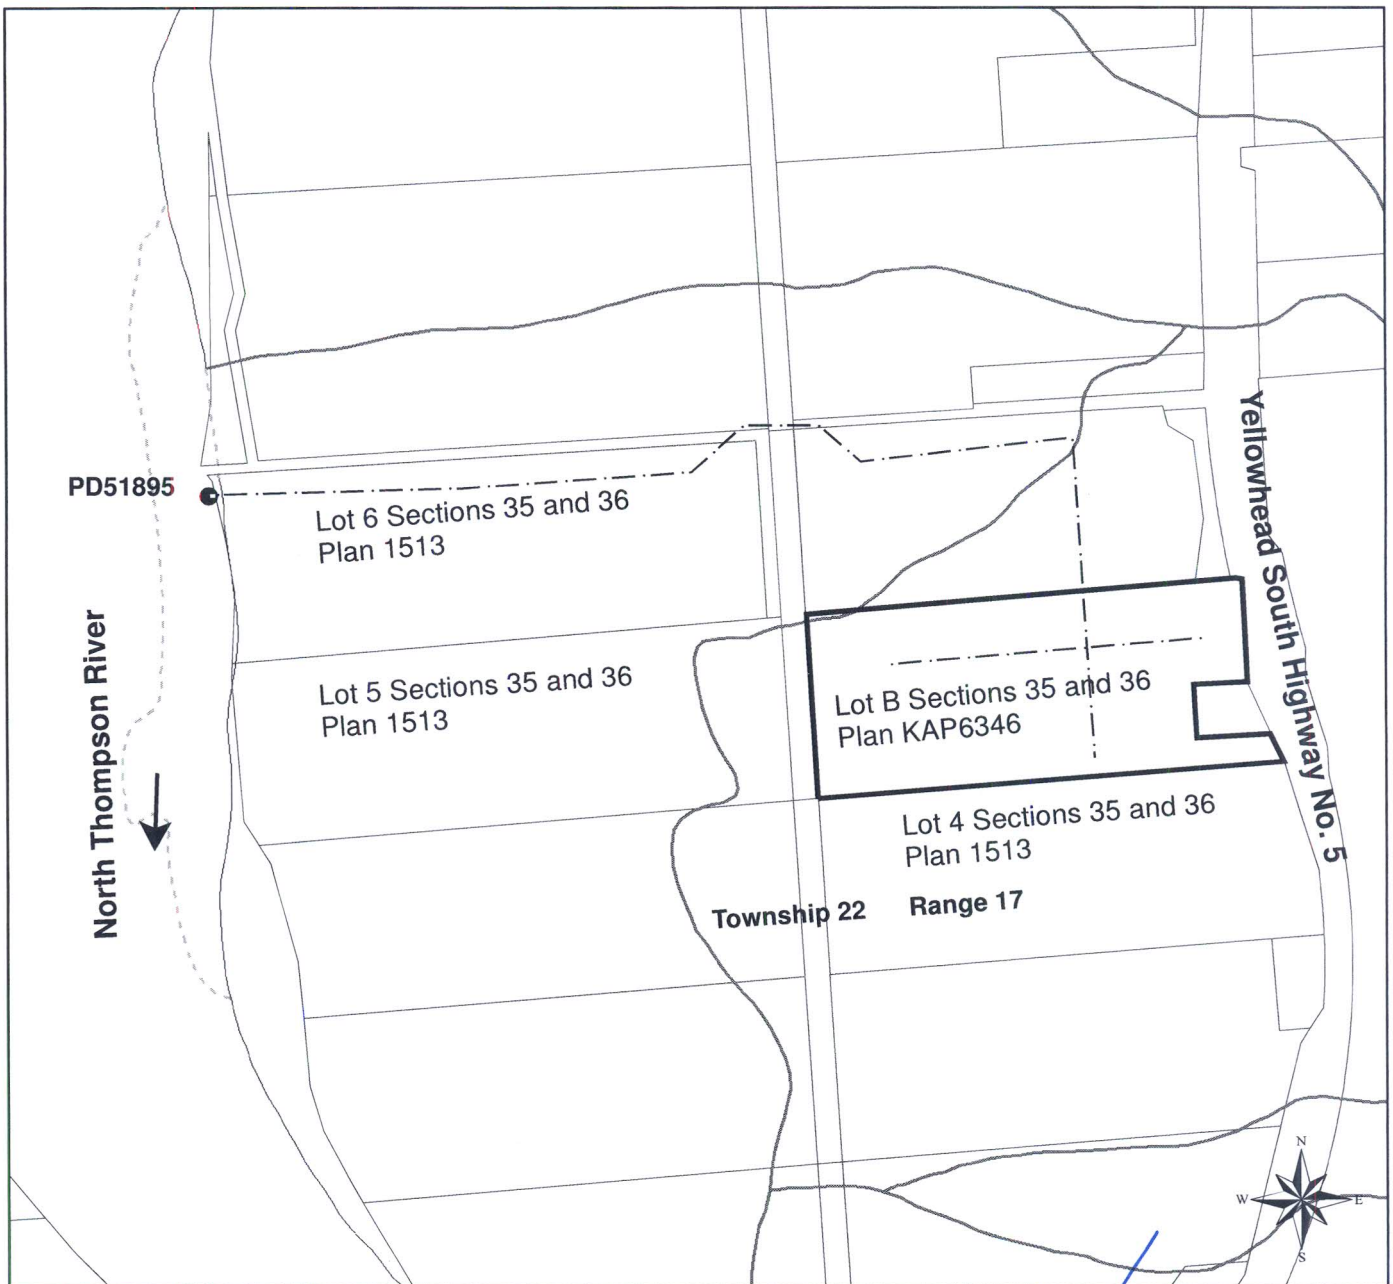 PD51895
Lot 6 Sections 35 and 36
Plan 1513
Yellowhead South Highway No. 5
North Thompson River
Lot 5 Sections 35 and 36
Plan 1513
Lot B Sections 35 and 36
Plan KAP6346
Lot 4 Sections 35 and 36
Plan 1513
Township 22 Range 17
N
W E
S